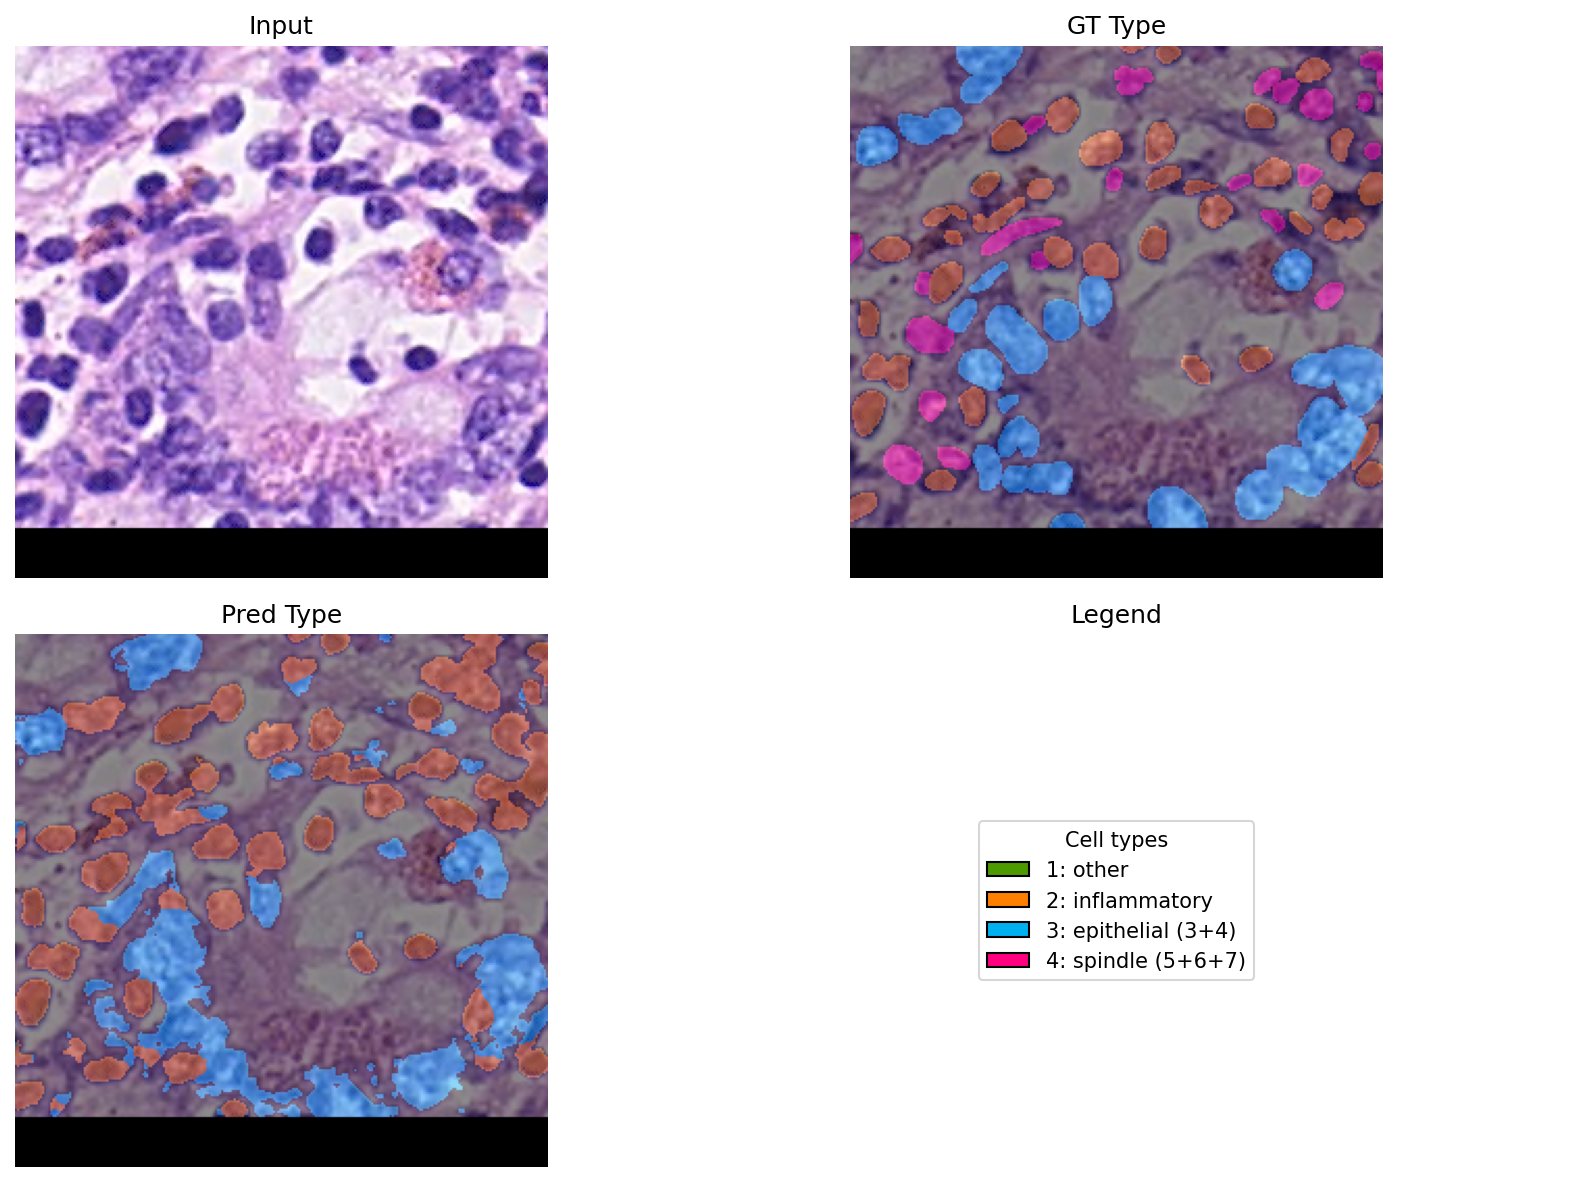 Input
GT Type
Pred Type
Legend
Cell types
1: other
2: inflammatory
3: epithelial (3+4)
4: spindle (5+6+7)